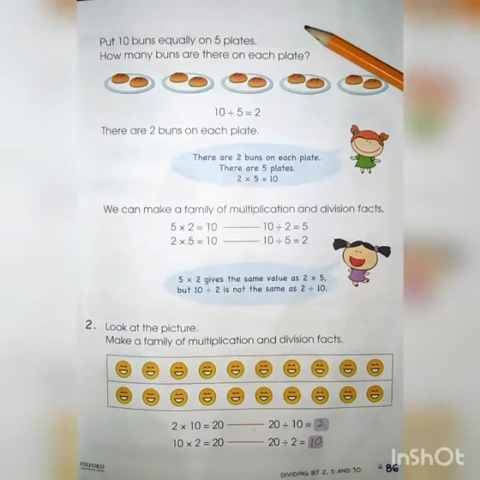 Put 10 buns equally on 5 plates.
How many buns are there on each plate?
10 ÷ 5 = 2
There are 2 buns on each plate.
There are 2 buns on each plate.
There are 5 plates.
2 × 5 = 10
We can make a family of multiplication and division facts.
5 × 2 = 10 10 ÷ 2 = 5
2 × 5 = 10 10 ÷ 5 = 2
5 × 2 gives the same value as 2 × 5,
but 10 ÷ 2 is not the same as 2 ÷ 10.
2. Look at the picture.
Make a family of multiplication and division facts.
2 × 10 = 20 20 ÷ 10 = 2
10 × 2 = 20 20 ÷ 2 = 10
OXFORD
DIVIDING BY 2, 5 AND 10 86
InShOt